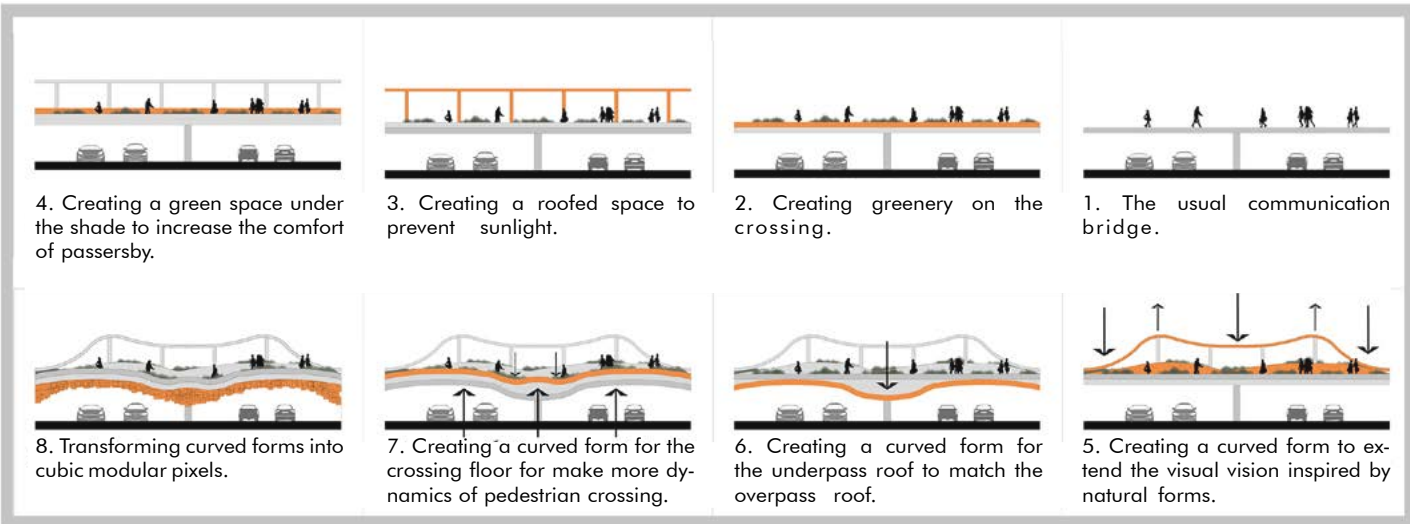 4. Creating a green space under
the shade to increase the comfort
of passersby.
3. Creating a roofed space to
prevent sunlight.
2. Creating greenery on the
crossing.
1. The usual communication
bridge.
8. Transforming curved forms into
cubic modular pixels.
7. Creating a curved form for the
crossing floor for make more dy-
namics of pedestrian crossing.
6. Creating a curved form for
the underpass roof to match the
overpass roof.
5. Creating a curved form to ex-
tend the visual vision inspired by
natural forms.